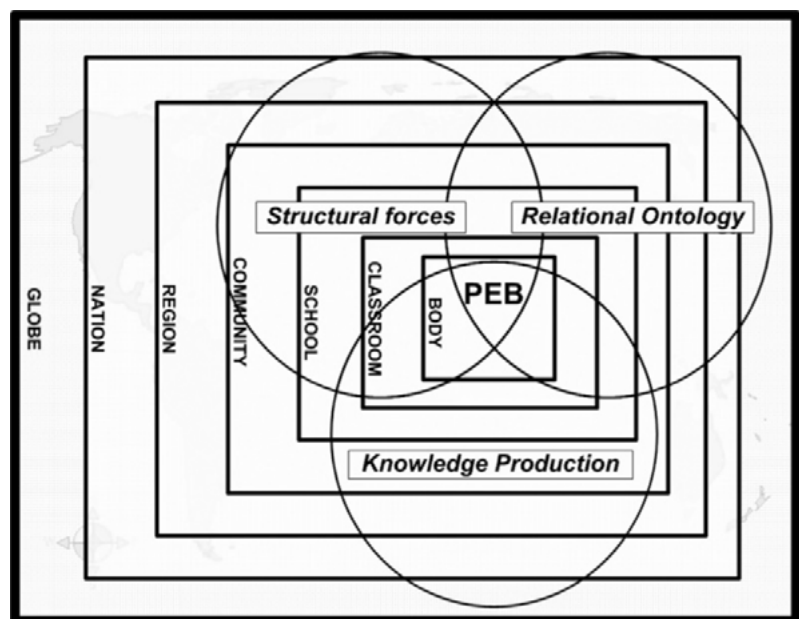 Structural forces
Relational Ontology
GLOBE
NATION
REGION
COMMUNITY
SCHOOL
CLASSROOM
BODY
PEB
Knowledge Production